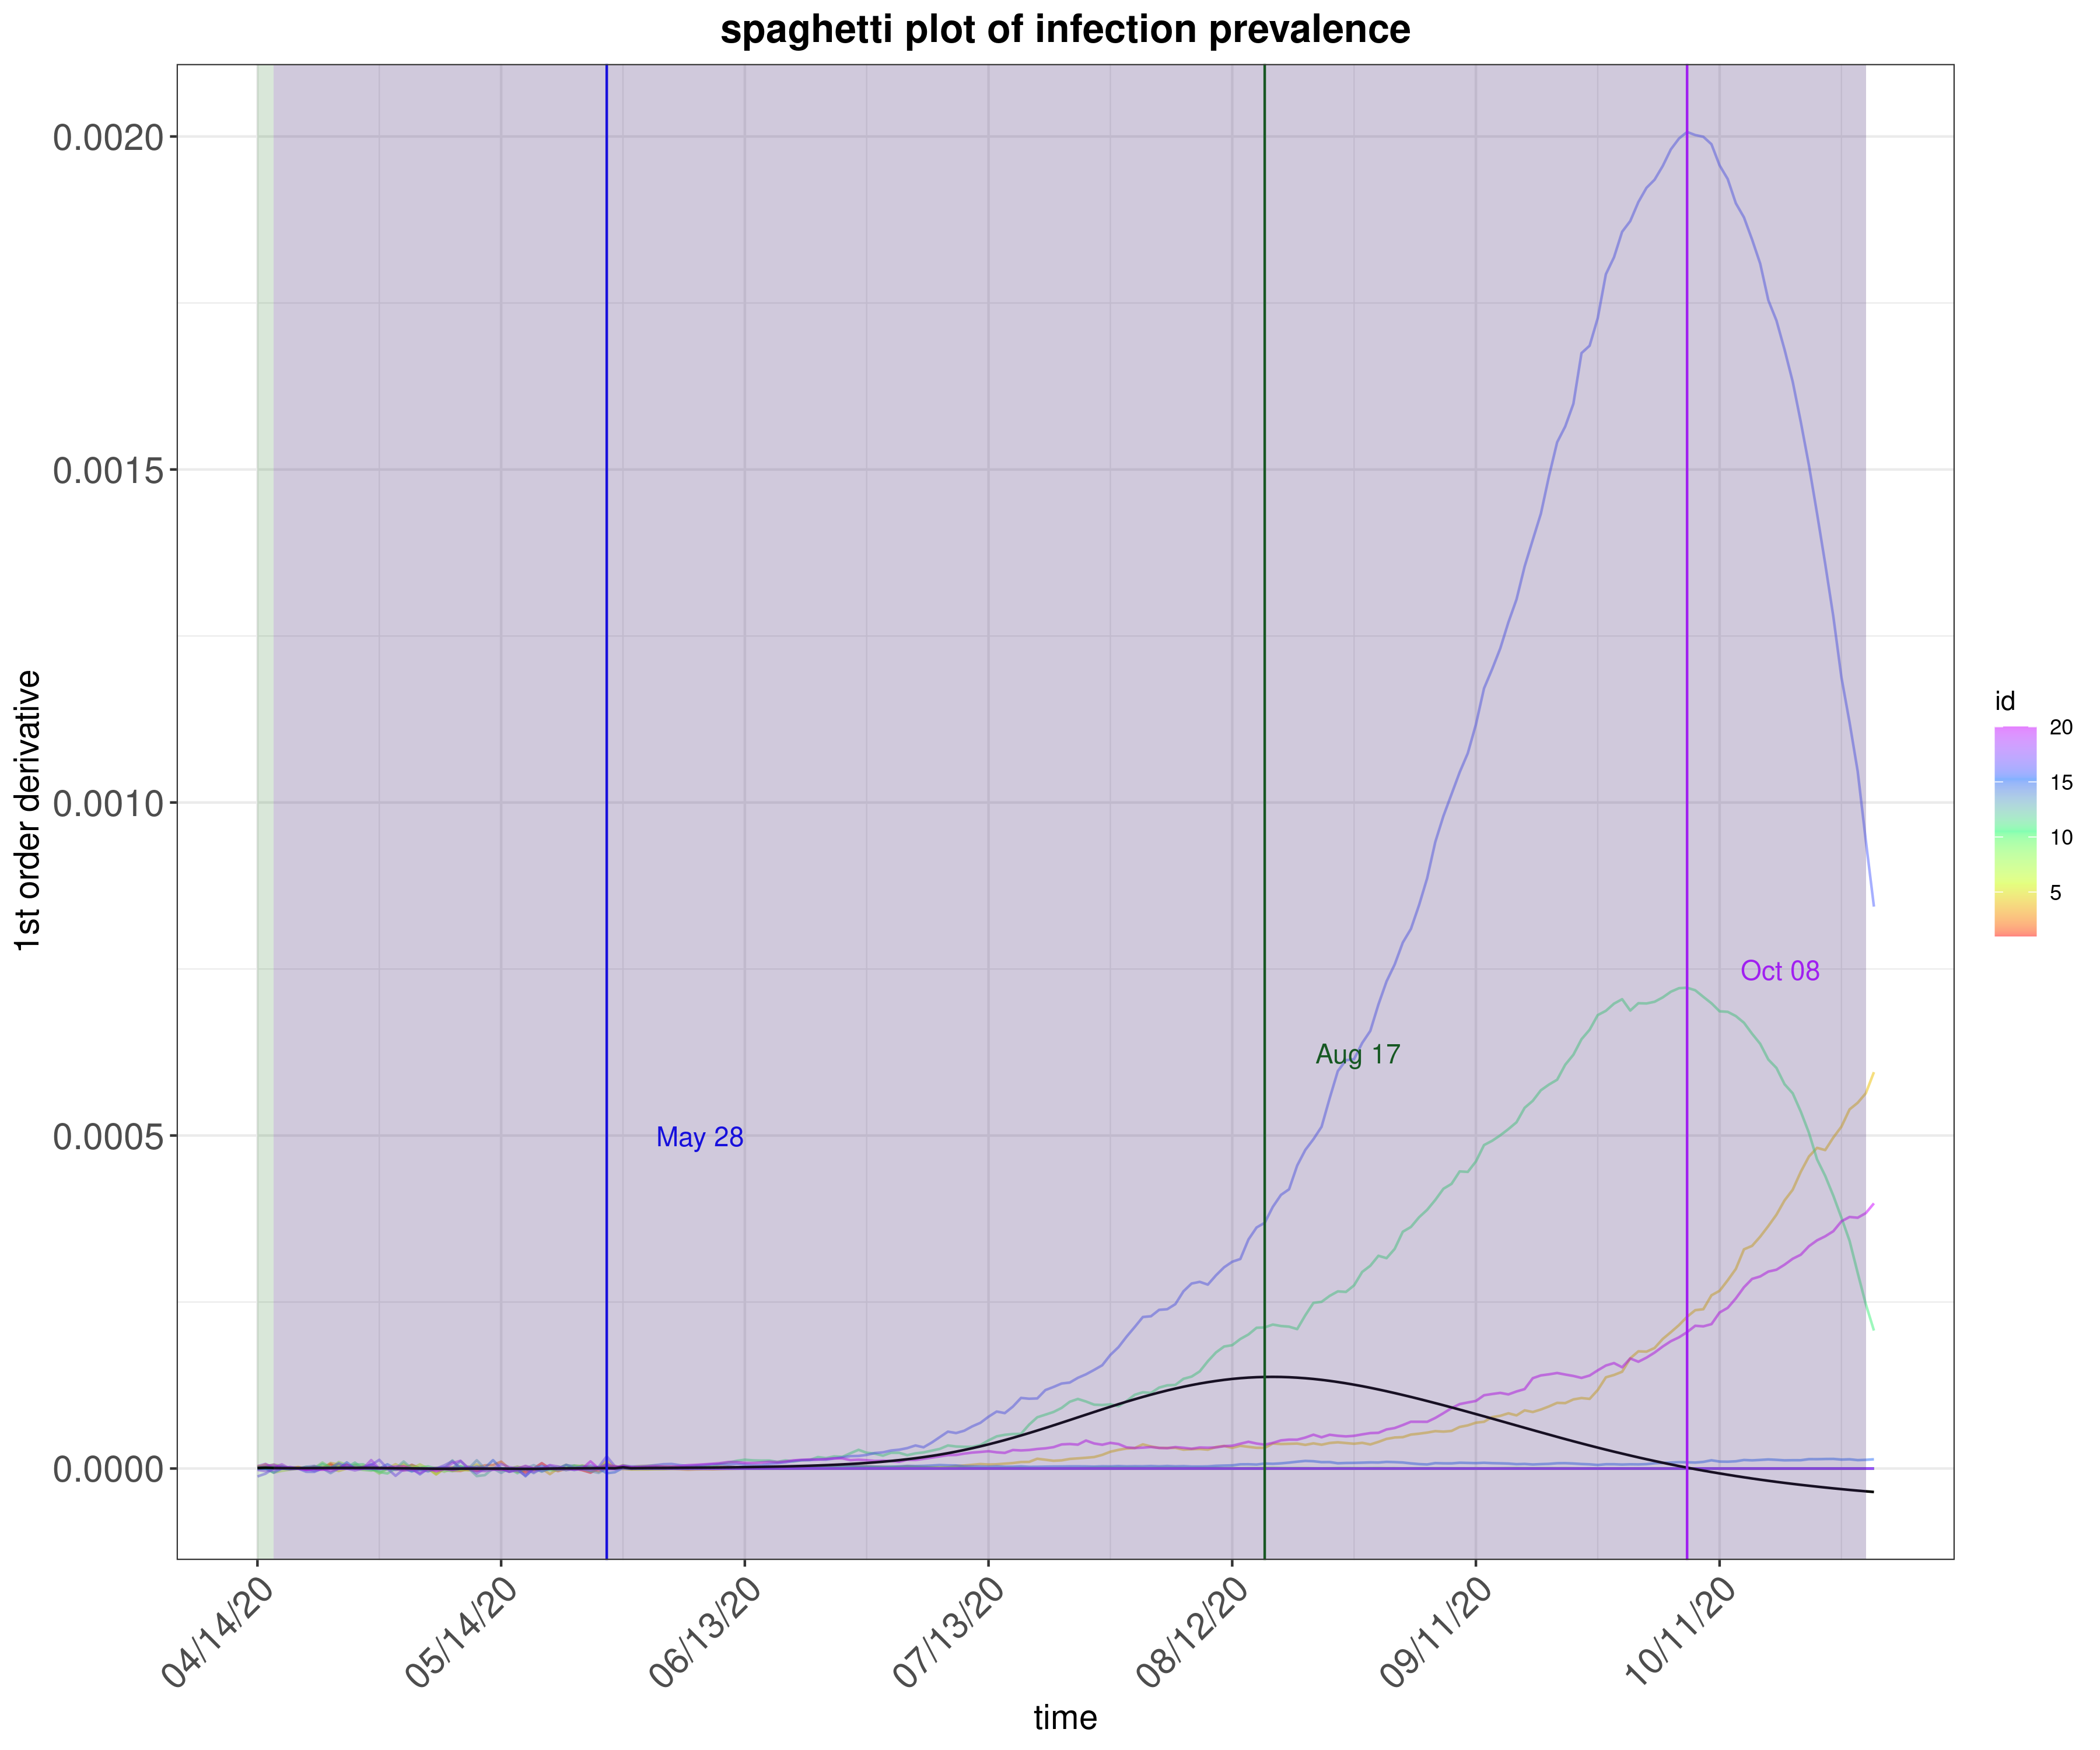 spaghetti plot of infection prevalence
0.0020
0.0015
0.0010
0.0005
0.0000
1st order derivative
May 28
Aug 17
Oct 08
04/14/20
05/14/20
06/13/20
07/13/20
08/12/20
09/11/20
10/11/20
time
id
20
15
10
5